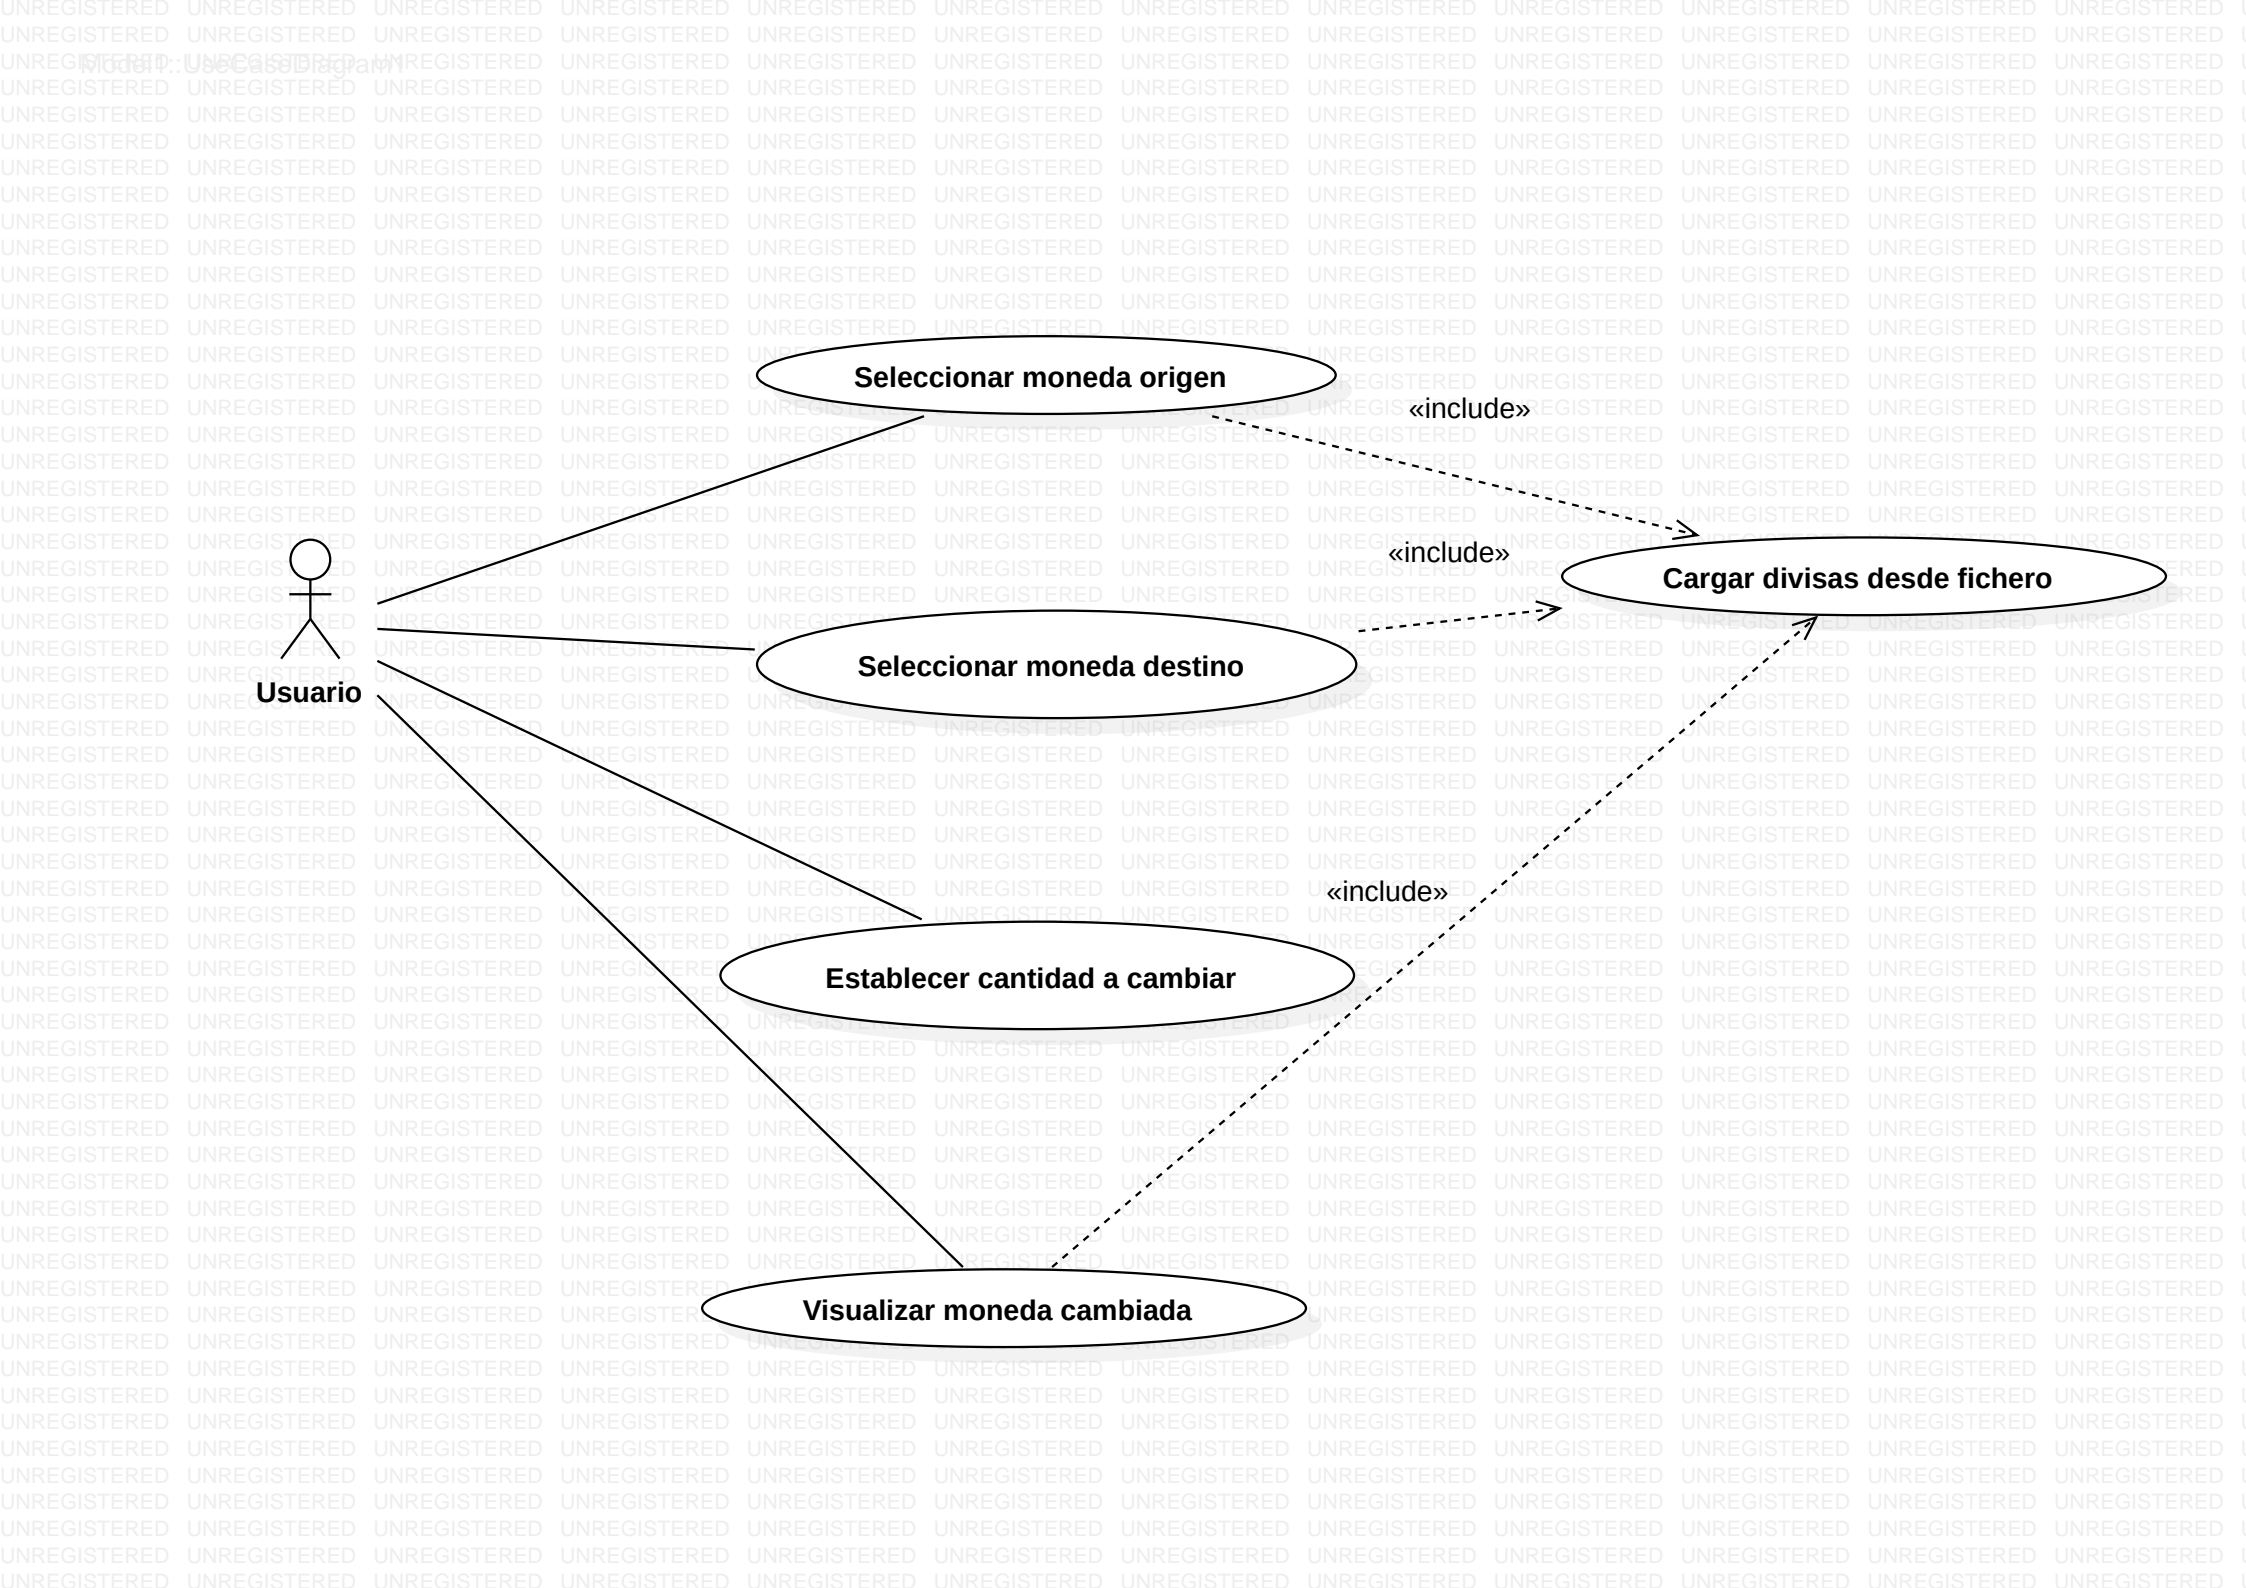 Model1::UseCaseDiagram1
Seleccionar moneda origen
«include»
«include»
Cargar divisas desde fichero
Seleccionar moneda destino
Usuario
«include»
Establecer cantidad a cambiar
Visualizar moneda cambiada
UNREGISTERED